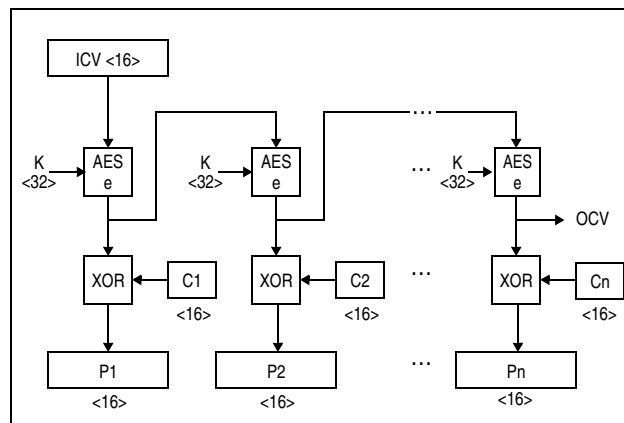 ICV <16>
...
K
<32>
AES
e
K
<32>
AES
e
...
K
<32>
AES
e
OCV
XOR
C1
XOR
C2
...
XOR
Cn
<16>
<16>
<16>
P1
P2
...
Pn
<16>
<16>
<16>